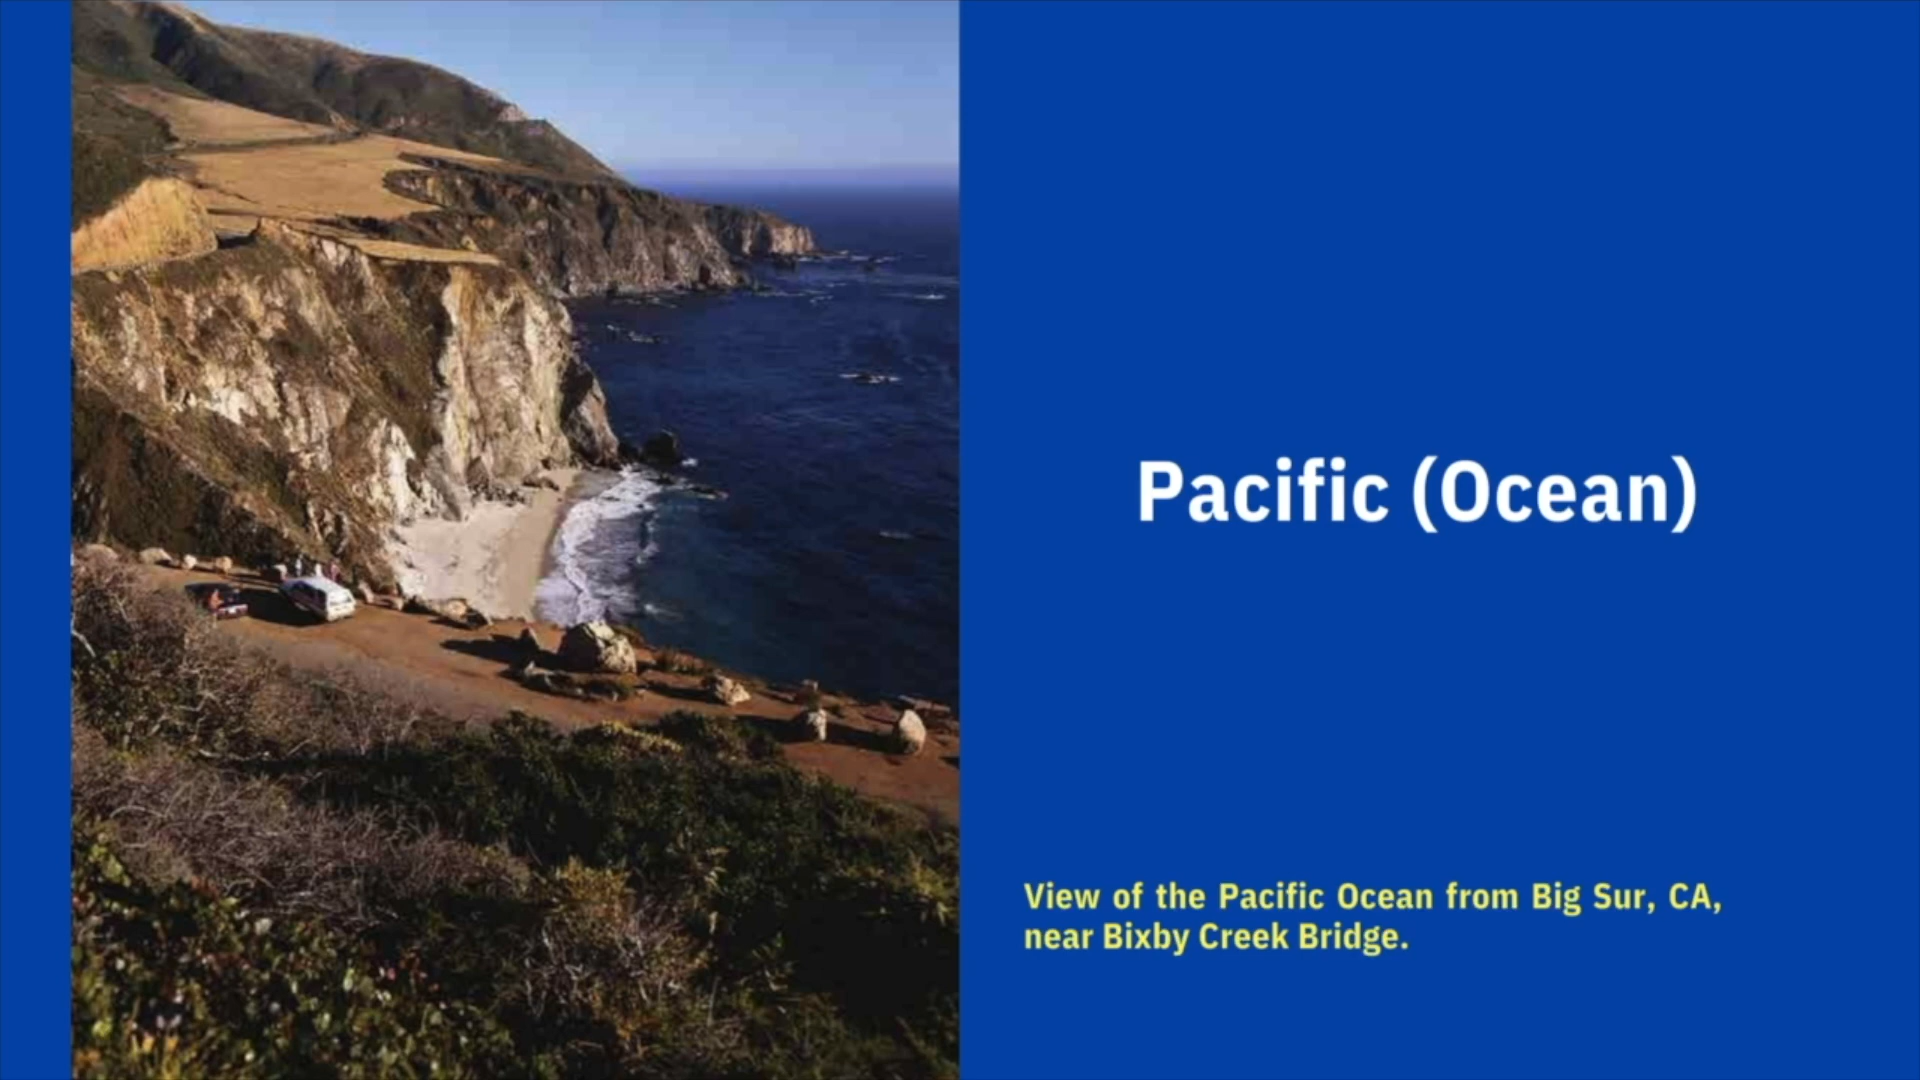 Pacific (Ocean)
View of the Pacific Ocean from Big Sur, CA,
near Bixby Creek Bridge.